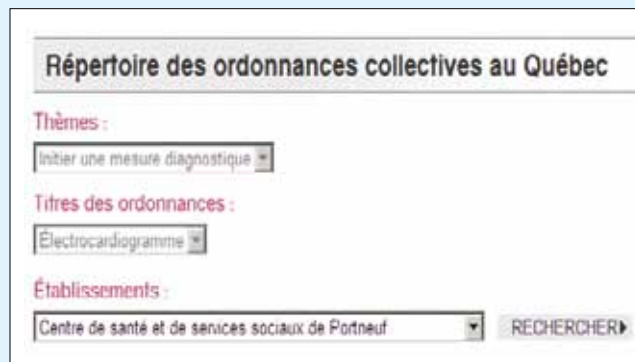 Répertoire des ordonnances collectives au Québec
Thèmes :
Initier une mesure diagnostique
Titres des ordonnances :
Électrocardiogramme
Établissements :
Centre de santé et de services sociaux de Portneuf RECHERCHER